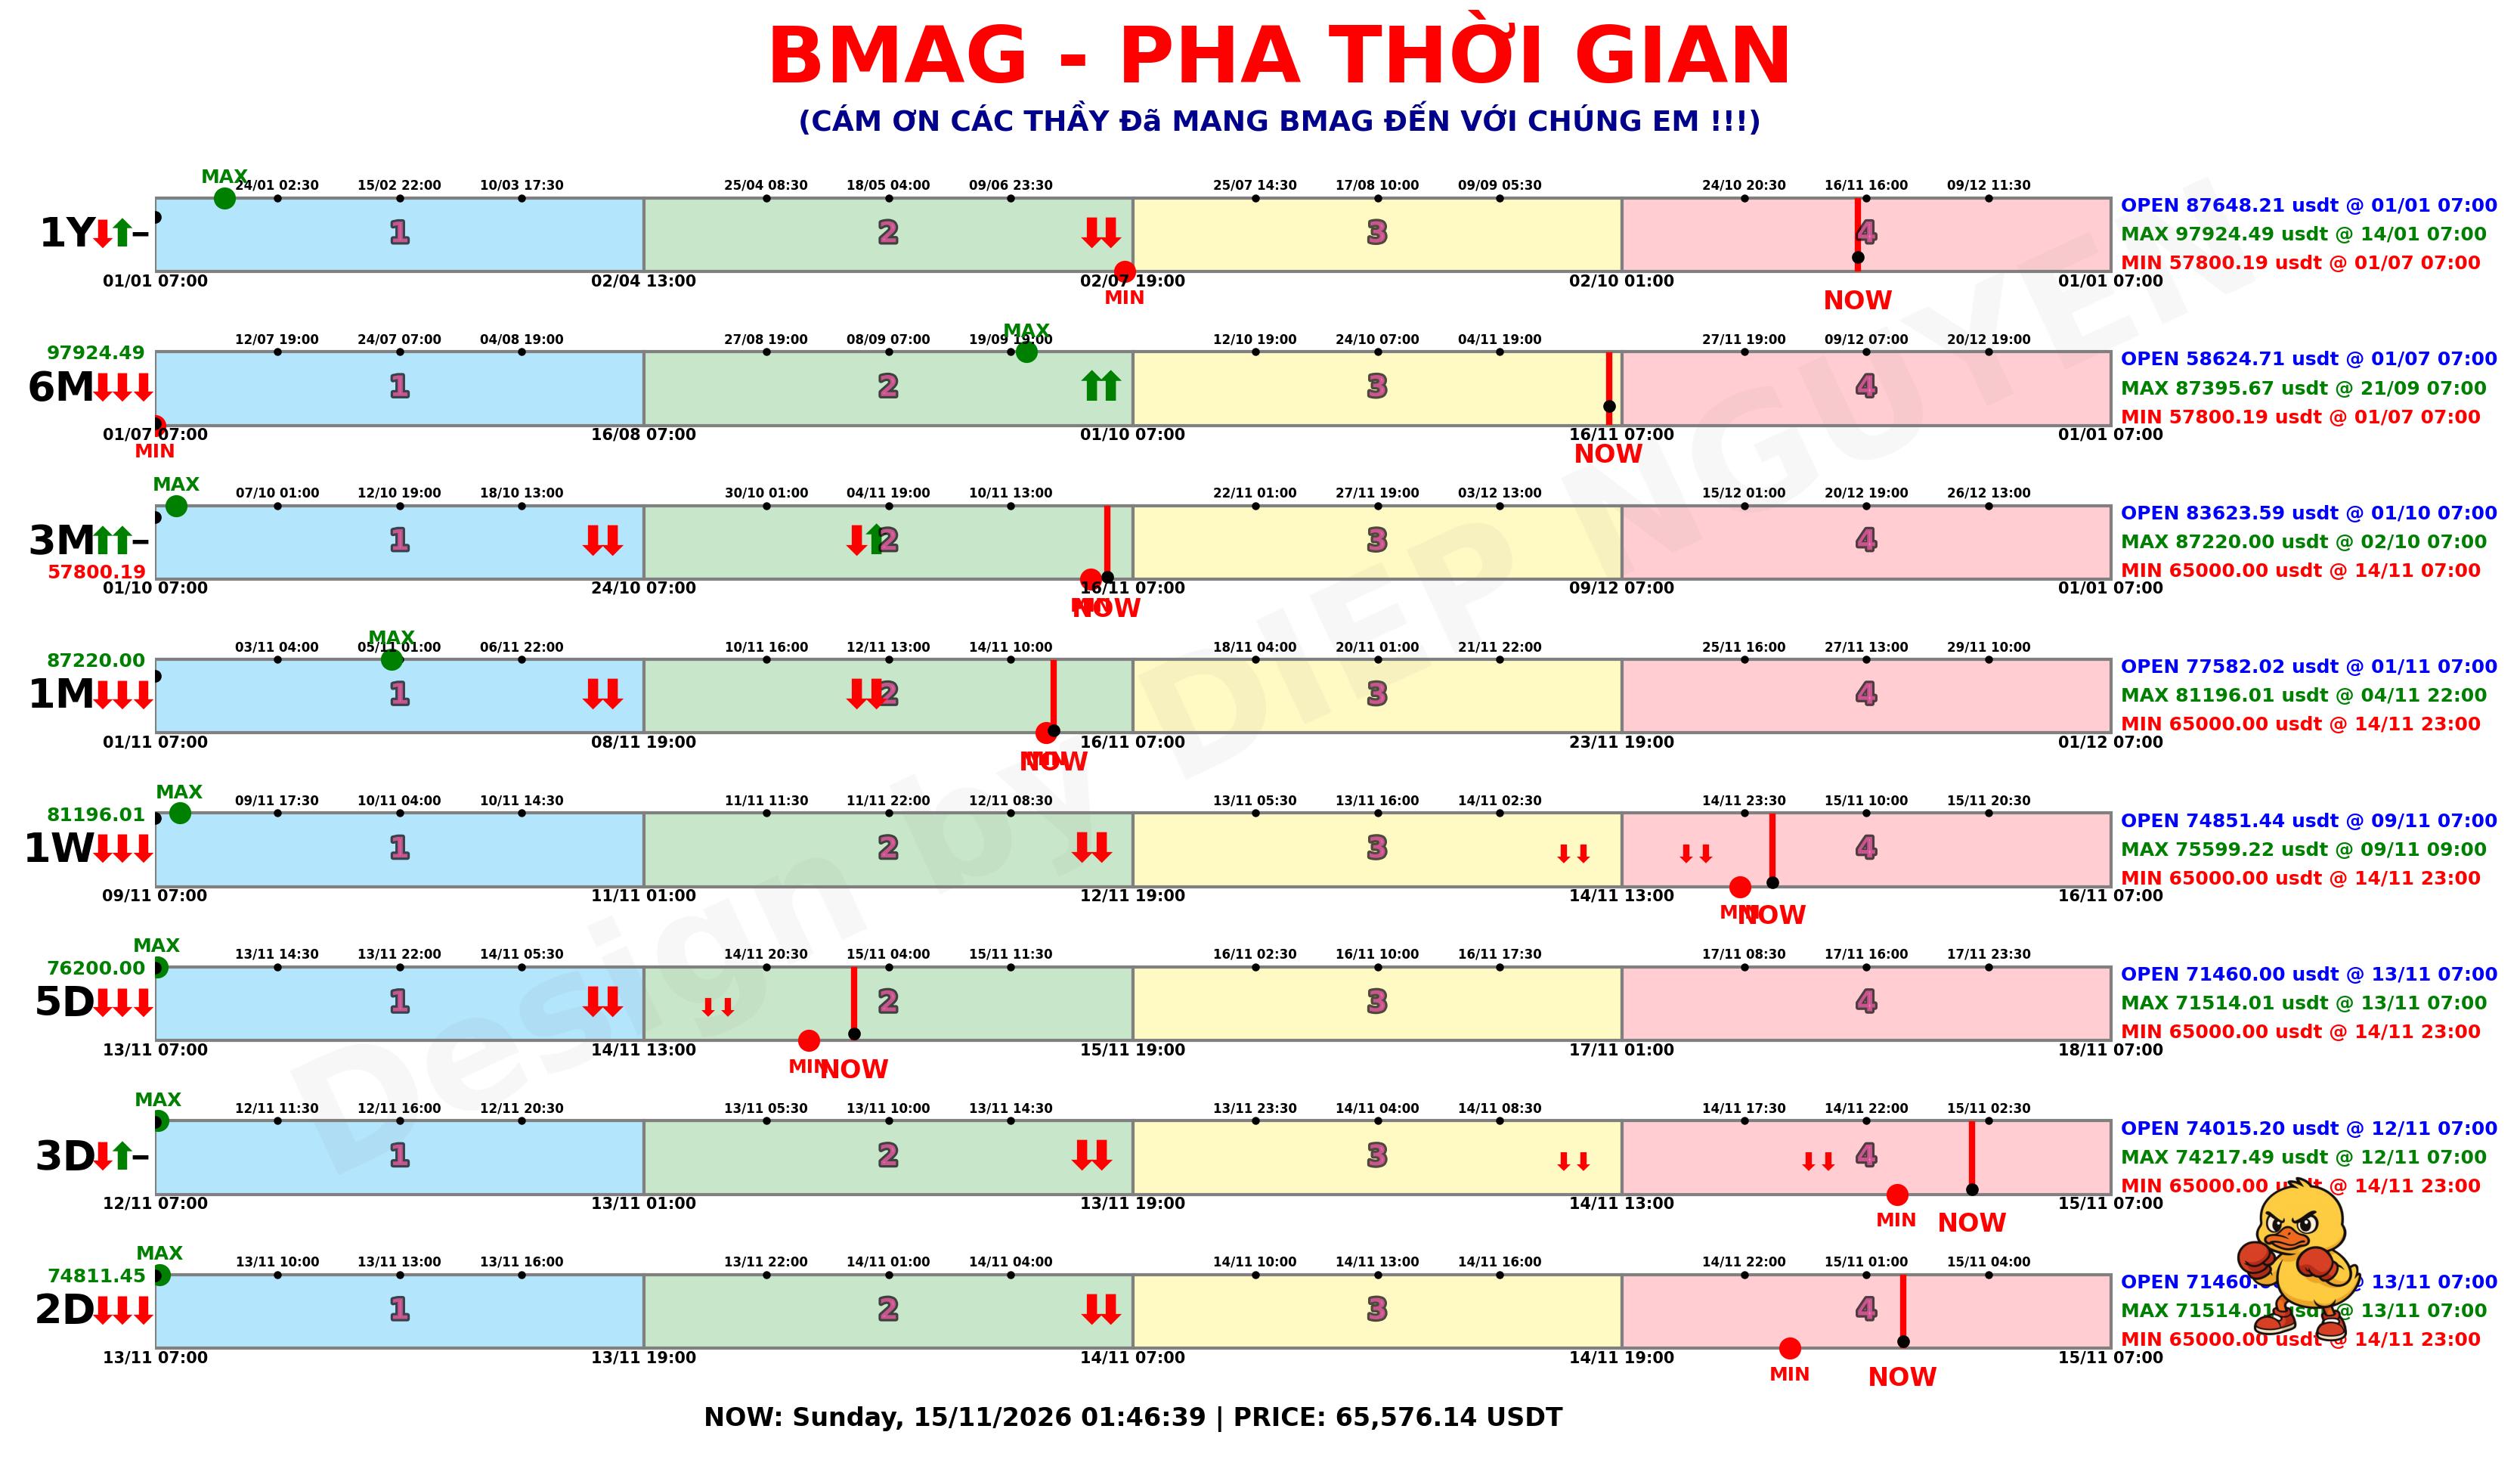 BMAG - PHA THỜI GIAN
(CÁM ƠN CÁC THẦY Đã MANG BMAG ĐẾN VỚI CHÚNG EM !!!)
MAX
24/01 02:30 15/02 22:00 10/03 17:30 25/04 08:30 18/05 04:00 09/06 23:30 25/07 14:30 17/08 10:00 09/09 05:30 24/10 20:30 16/11 16:00 09/12 11:30
OPEN 87648.21 usdt @ 01/01 07:00
1Y 1 2 3 4
MAX 97924.49 usdt @ 14/01 07:00
MIN 57800.19 usdt @ 01/07 07:00
01/01 07:00 02/04 13:00 02/07 19:00 02/10 01:00 01/01 07:00
MIN NOW
MAX
12/07 19:00 24/07 07:00 04/08 19:00 27/08 19:00 08/09 07:00 19/09 19:00 12/10 19:00 24/10 07:00 04/11 19:00 27/11 19:00 09/12 07:00 20/12 19:00
97924.49 OPEN 58624.71 usdt @ 01/07 07:00
6M 1 2 3 4
MAX 87395.67 usdt @ 21/09 07:00
MIN 57800.19 usdt @ 01/07 07:00
01/07 07:00 16/08 07:00 01/10 07:00 16/11 07:00 01/01 07:00
MIN NOW
MAX
07/10 01:00 12/10 19:00 18/10 13:00 30/10 01:00 04/11 19:00 10/11 13:00 22/11 01:00 27/11 19:00 03/12 13:00 15/12 01:00 20/12 19:00 26/12 13:00
OPEN 83623.59 usdt @ 01/10 07:00
3M 1 2 3 4
MAX 87220.00 usdt @ 02/10 07:00
57800.19 MIN 65000.00 usdt @ 14/11 07:00
01/10 07:00 24/10 07:00 16/11 07:00 09/12 07:00 01/01 07:00
MIN NOW
MAX
03/11 04:00 05/11 01:00 06/11 22:00 10/11 16:00 12/11 13:00 14/11 10:00 18/11 04:00 20/11 01:00 21/11 22:00 25/11 16:00 27/11 13:00 29/11 10:00
87220.00 OPEN 77582.02 usdt @ 01/11 07:00
1M 1 2 3 4
MAX 81196.01 usdt @ 04/11 22:00
MIN 65000.00 usdt @ 14/11 23:00
01/11 07:00 08/11 19:00 16/11 07:00 23/11 19:00 01/12 07:00
MIN NOW
MAX
09/11 17:30 10/11 04:00 10/11 14:30 11/11 11:30 11/11 22:00 12/11 08:30 13/11 05:30 13/11 16:00 14/11 02:30 14/11 23:30 15/11 10:00 15/11 20:30
81196.01 OPEN 74851.44 usdt @ 09/11 07:00
1W 1 2 3 4
MAX 75599.22 usdt @ 09/11 09:00
MIN 65000.00 usdt @ 14/11 23:00
09/11 07:00 11/11 01:00 12/11 19:00 14/11 13:00 16/11 07:00
MIN NOW
MAX
13/11 14:30 13/11 22:00 14/11 05:30 14/11 20:30 15/11 04:00 15/11 11:30 16/11 02:30 16/11 10:00 16/11 17:30 17/11 08:30 17/11 16:00 17/11 23:30
76200.00 OPEN 71460.00 usdt @ 13/11 07:00
5D 1 2 3 4
MAX 71514.01 usdt @ 13/11 07:00
MIN 65000.00 usdt @ 14/11 23:00
13/11 07:00 14/11 13:00 15/11 19:00 17/11 01:00 18/11 07:00
MIN NOW
MAX
12/11 11:30 12/11 16:00 12/11 20:30 13/11 05:30 13/11 10:00 13/11 14:30 13/11 23:30 14/11 04:00 14/11 08:30 14/11 17:30 14/11 22:00 15/11 02:30
OPEN 74015.20 usdt @ 12/11 07:00
3D 1 2 3 4
MAX 74217.49 usdt @ 12/11 07:00
MIN 65000.00 usdt @ 14/11 23:00
12/11 07:00 13/11 01:00 13/11 19:00 14/11 13:00 15/11 07:00
MIN NOW
MAX
13/11 10:00 13/11 13:00 13/11 16:00 13/11 22:00 14/11 01:00 14/11 04:00 14/11 10:00 14/11 13:00 14/11 16:00 14/11 22:00 15/11 01:00 15/11 04:00
74811.45 OPEN 71460. @ 13/11 07:00
2D 1 2 3 4
MAX 71514.01 usdt @ 13/11 07:00
MIN 65000.00 usdt @ 14/11 23:00
13/11 07:00 13/11 19:00 14/11 07:00 14/11 19:00 15/11 07:00
MIN NOW
NOW: Sunday, 15/11/2026 01:46:39 | PRICE: 65,576.14 USDT
Design by DIEP NGUYEN